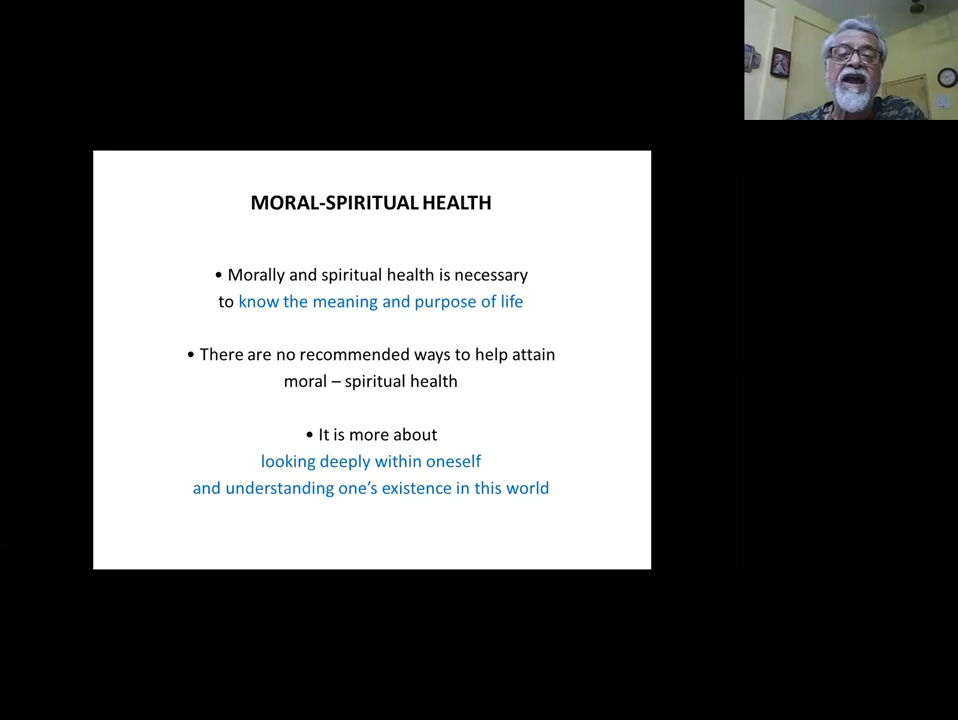 MORAL-SPIRITUAL HEALTH
• Morally and spiritual health is necessary
to know the meaning and purpose of life
• There are no recommended ways to help attain
moral – spiritual health
• It is more about
looking deeply within oneself
and understanding one’s existence in this world